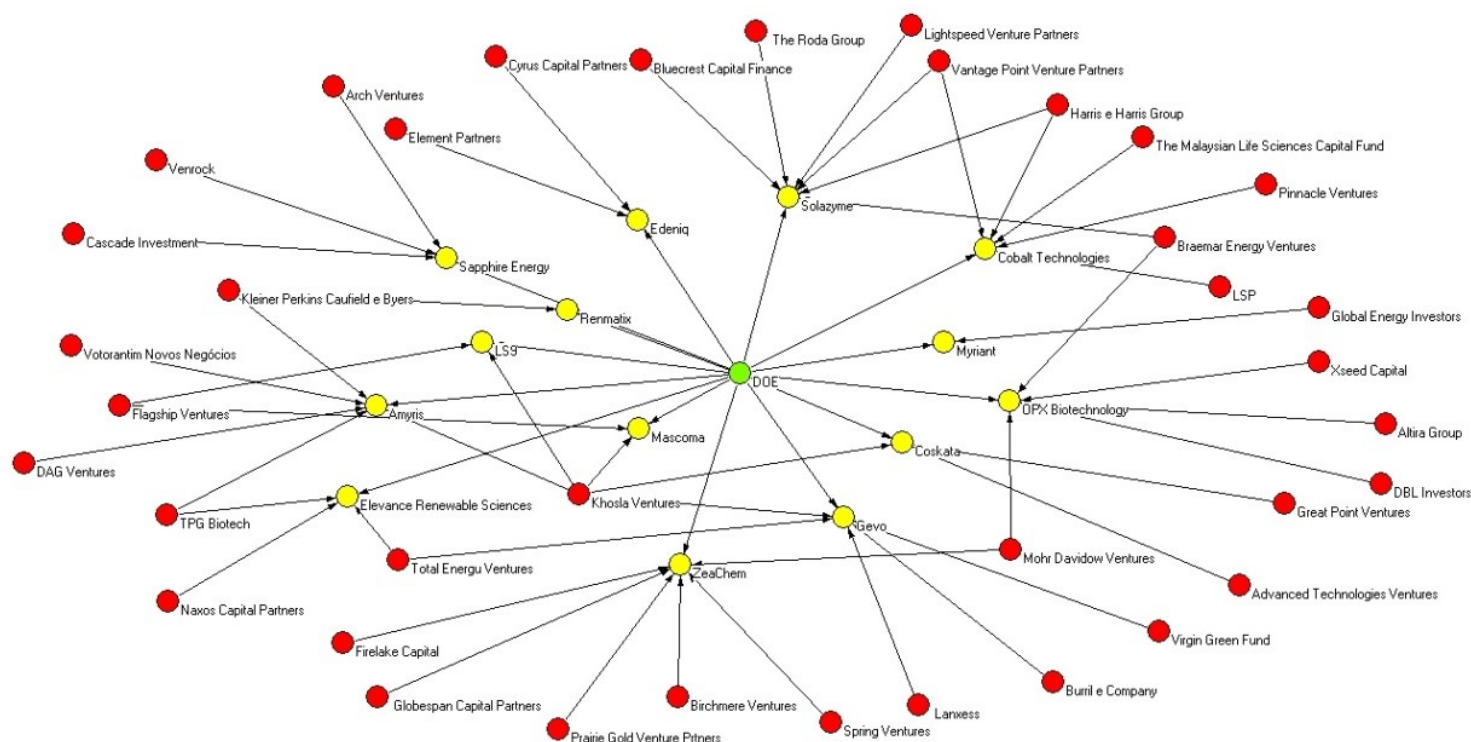 The Roda Group
Lightspeed Venture Partners
Cyrus Capital Partners
Bluecrest Capital Finance
Vantage Point Venture Partners
Arch Ventures
Harris e Harris Group
Element Partners
The Malaysian Life Sciences Capital Fund
Venrock
Pinnacle Ventures
Solazyme
Edeniq
Cascade Investment
Braemar Energy Ventures
Sapphire Energy
Cobalt Technologies
LSP
Kleiner Perkins Caufield e Byers
Renmatix
Global Energy Investors
Votorantim Novos Negócios
LS9
Myriant
Xseed Capital
DOE
Flagship Ventures
Amyris
OPX Biotechnology
Altira Group
Mascoma
Coskata
DAG Ventures
DBL Investors
Elevance Renewable Sciences
Khosla Ventures
Great Point Ventures
TPG Biotech
Gevo
Total Energu Ventures
ZeaChem
Mohr Davidow Ventures
Advanced Technologies Ventures
Naxos Capital Partners
Virgin Green Fund
Firelake Capital
Burril e Company
Globespan Capital Partners
Birchmere Ventures
Lanxess
Spring Ventures
Prairie Gold Venture Prtners